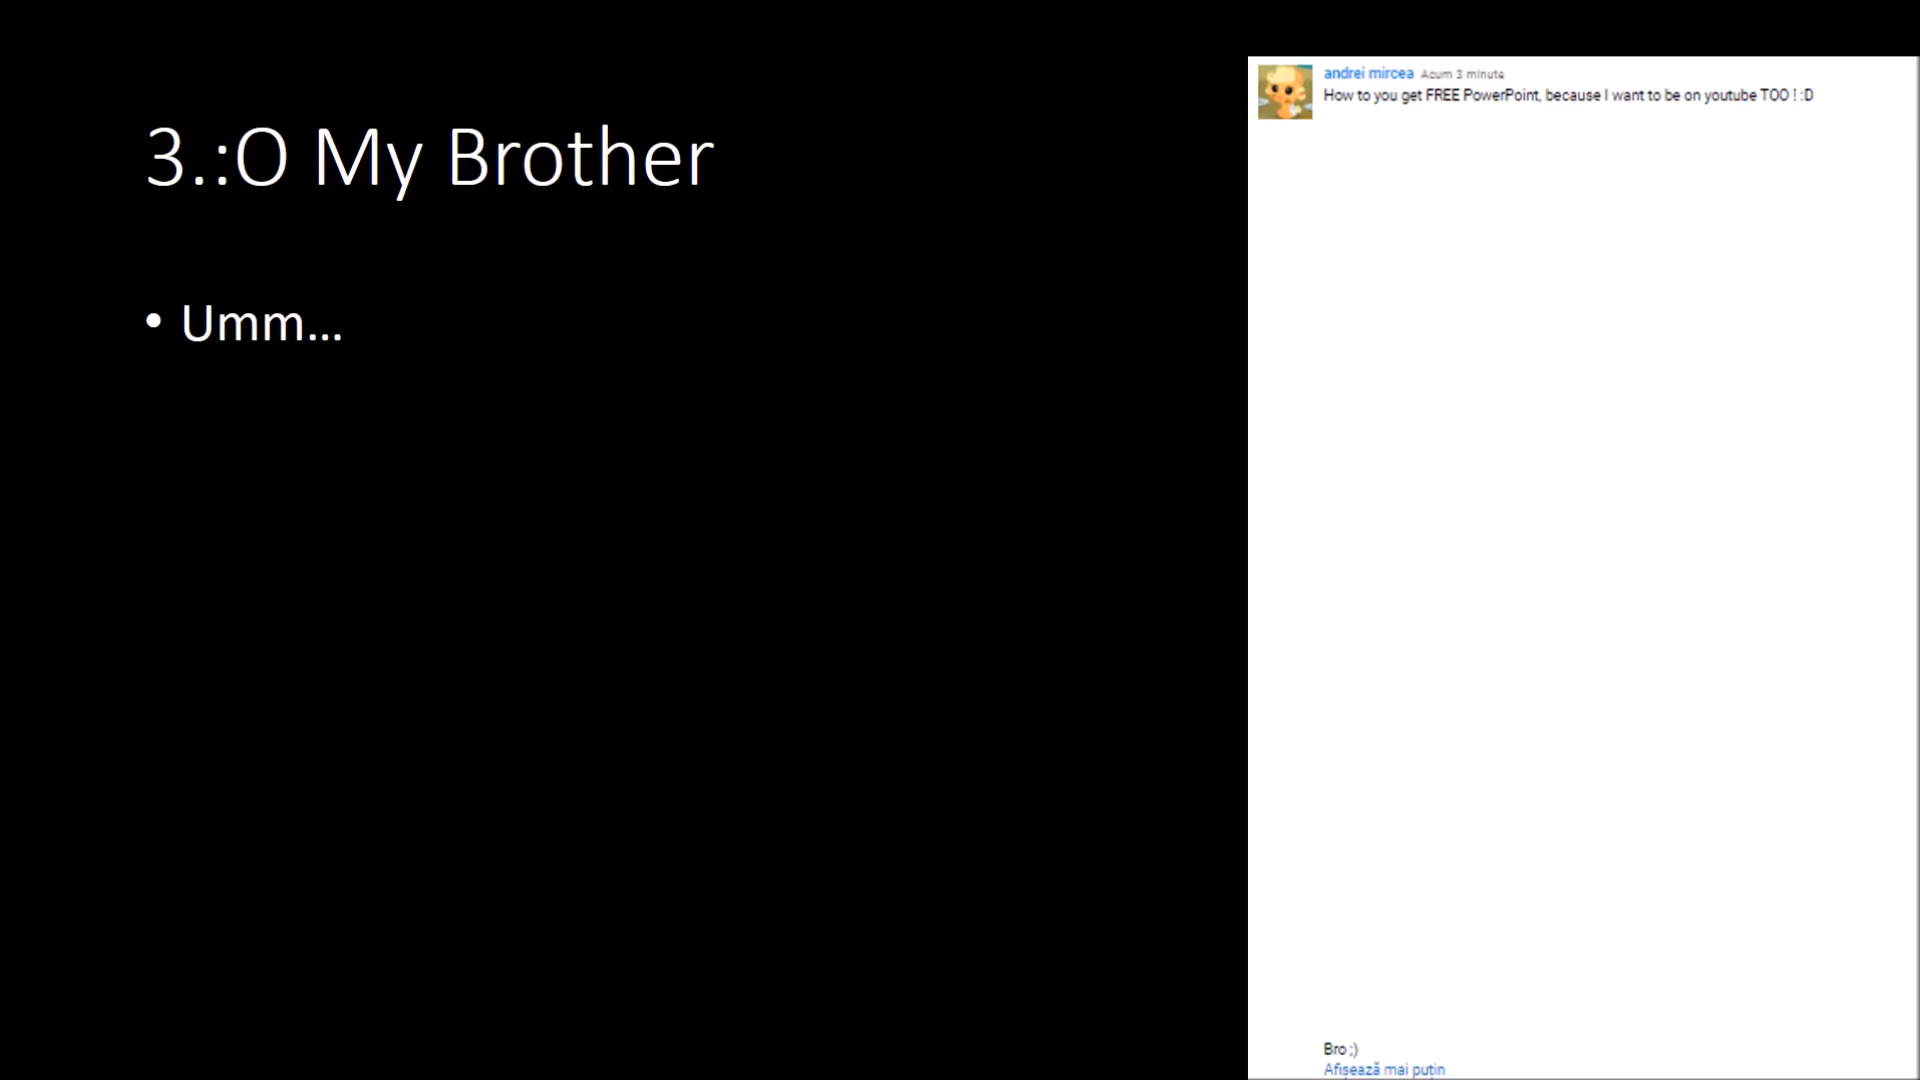 3.:O My Brother
• Umm...
andrei mircea Acum 3 minute
How to you get FREE PowerPoint, because I want to be on youtube TOO ! :D
Bro ;)
Afișează mai puțin